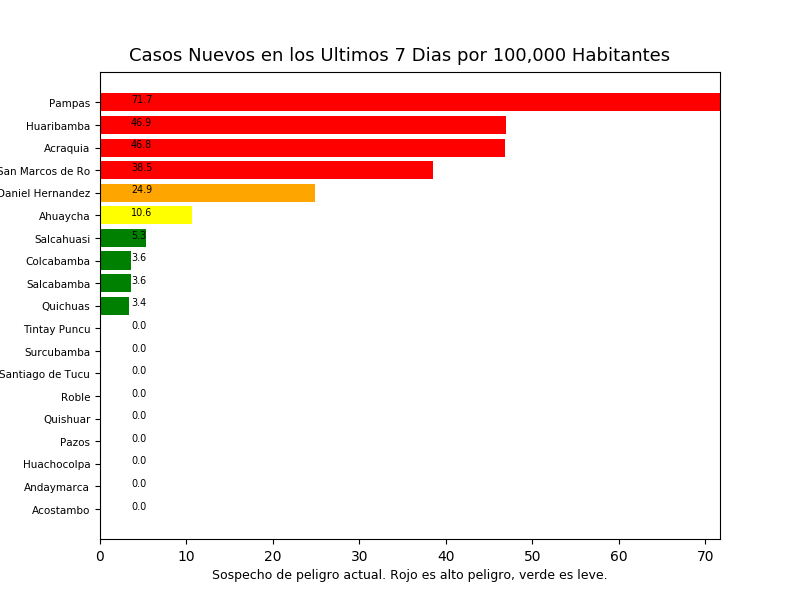 Casos Nuevos en los Ultimos 7 Dias por 100,000 Habitantes
Pampas 71.7
Huaribamba 46.9
Acraquia 46.8
San Marcos de Ro 38.5
Daniel Hernandez 24.9
Ahuaycha 10.6
Salcahuasi 5.3
Colcabamba 3.6
Salcabamba 3.6
Quichuas 3.4
Tintay Puncu 0.0
Surcubamba 0.0
Santiago de Tucu 0.0
Roble 0.0
Quishuar 0.0
Pazos 0.0
Huachocolpa 0.0
Andaymarca 0.0
Acostambo 0.0
0 10 20 30 40 50 60 70
Sospecho de peligro actual. Rojo es alto peligro, verde es leve.